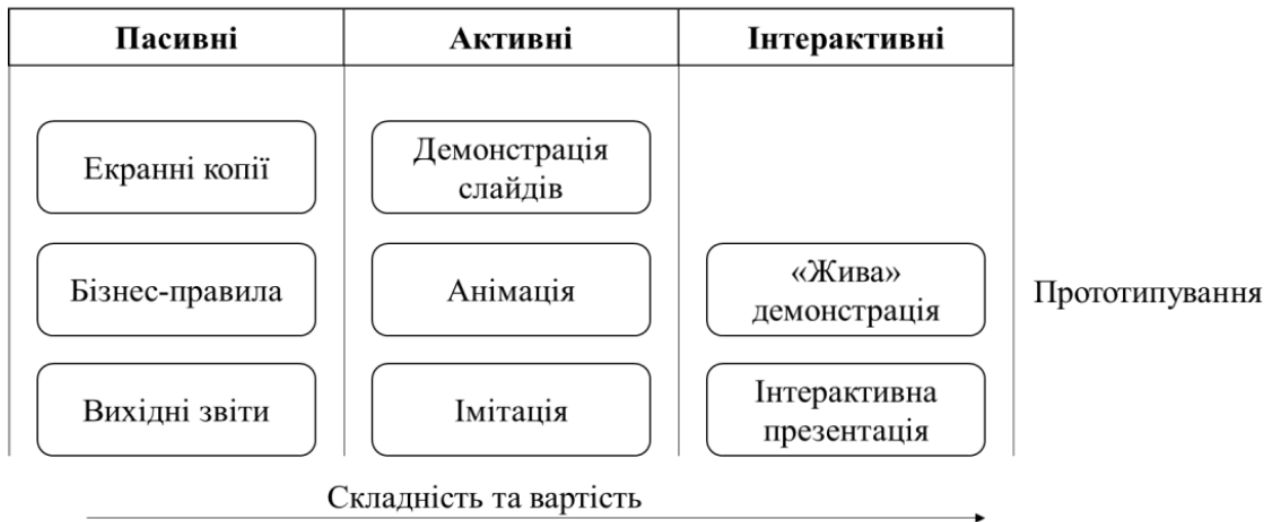 Пасивні
Активні
Інтерактивні
Екранні копії
Демонстрація
слайдів
Бізнес-правила
Анімація
«Жива»
демонстрація
Прототипування
Вихідні звіти
Імітація
Інтерактивна
презентація
Складність та вартість